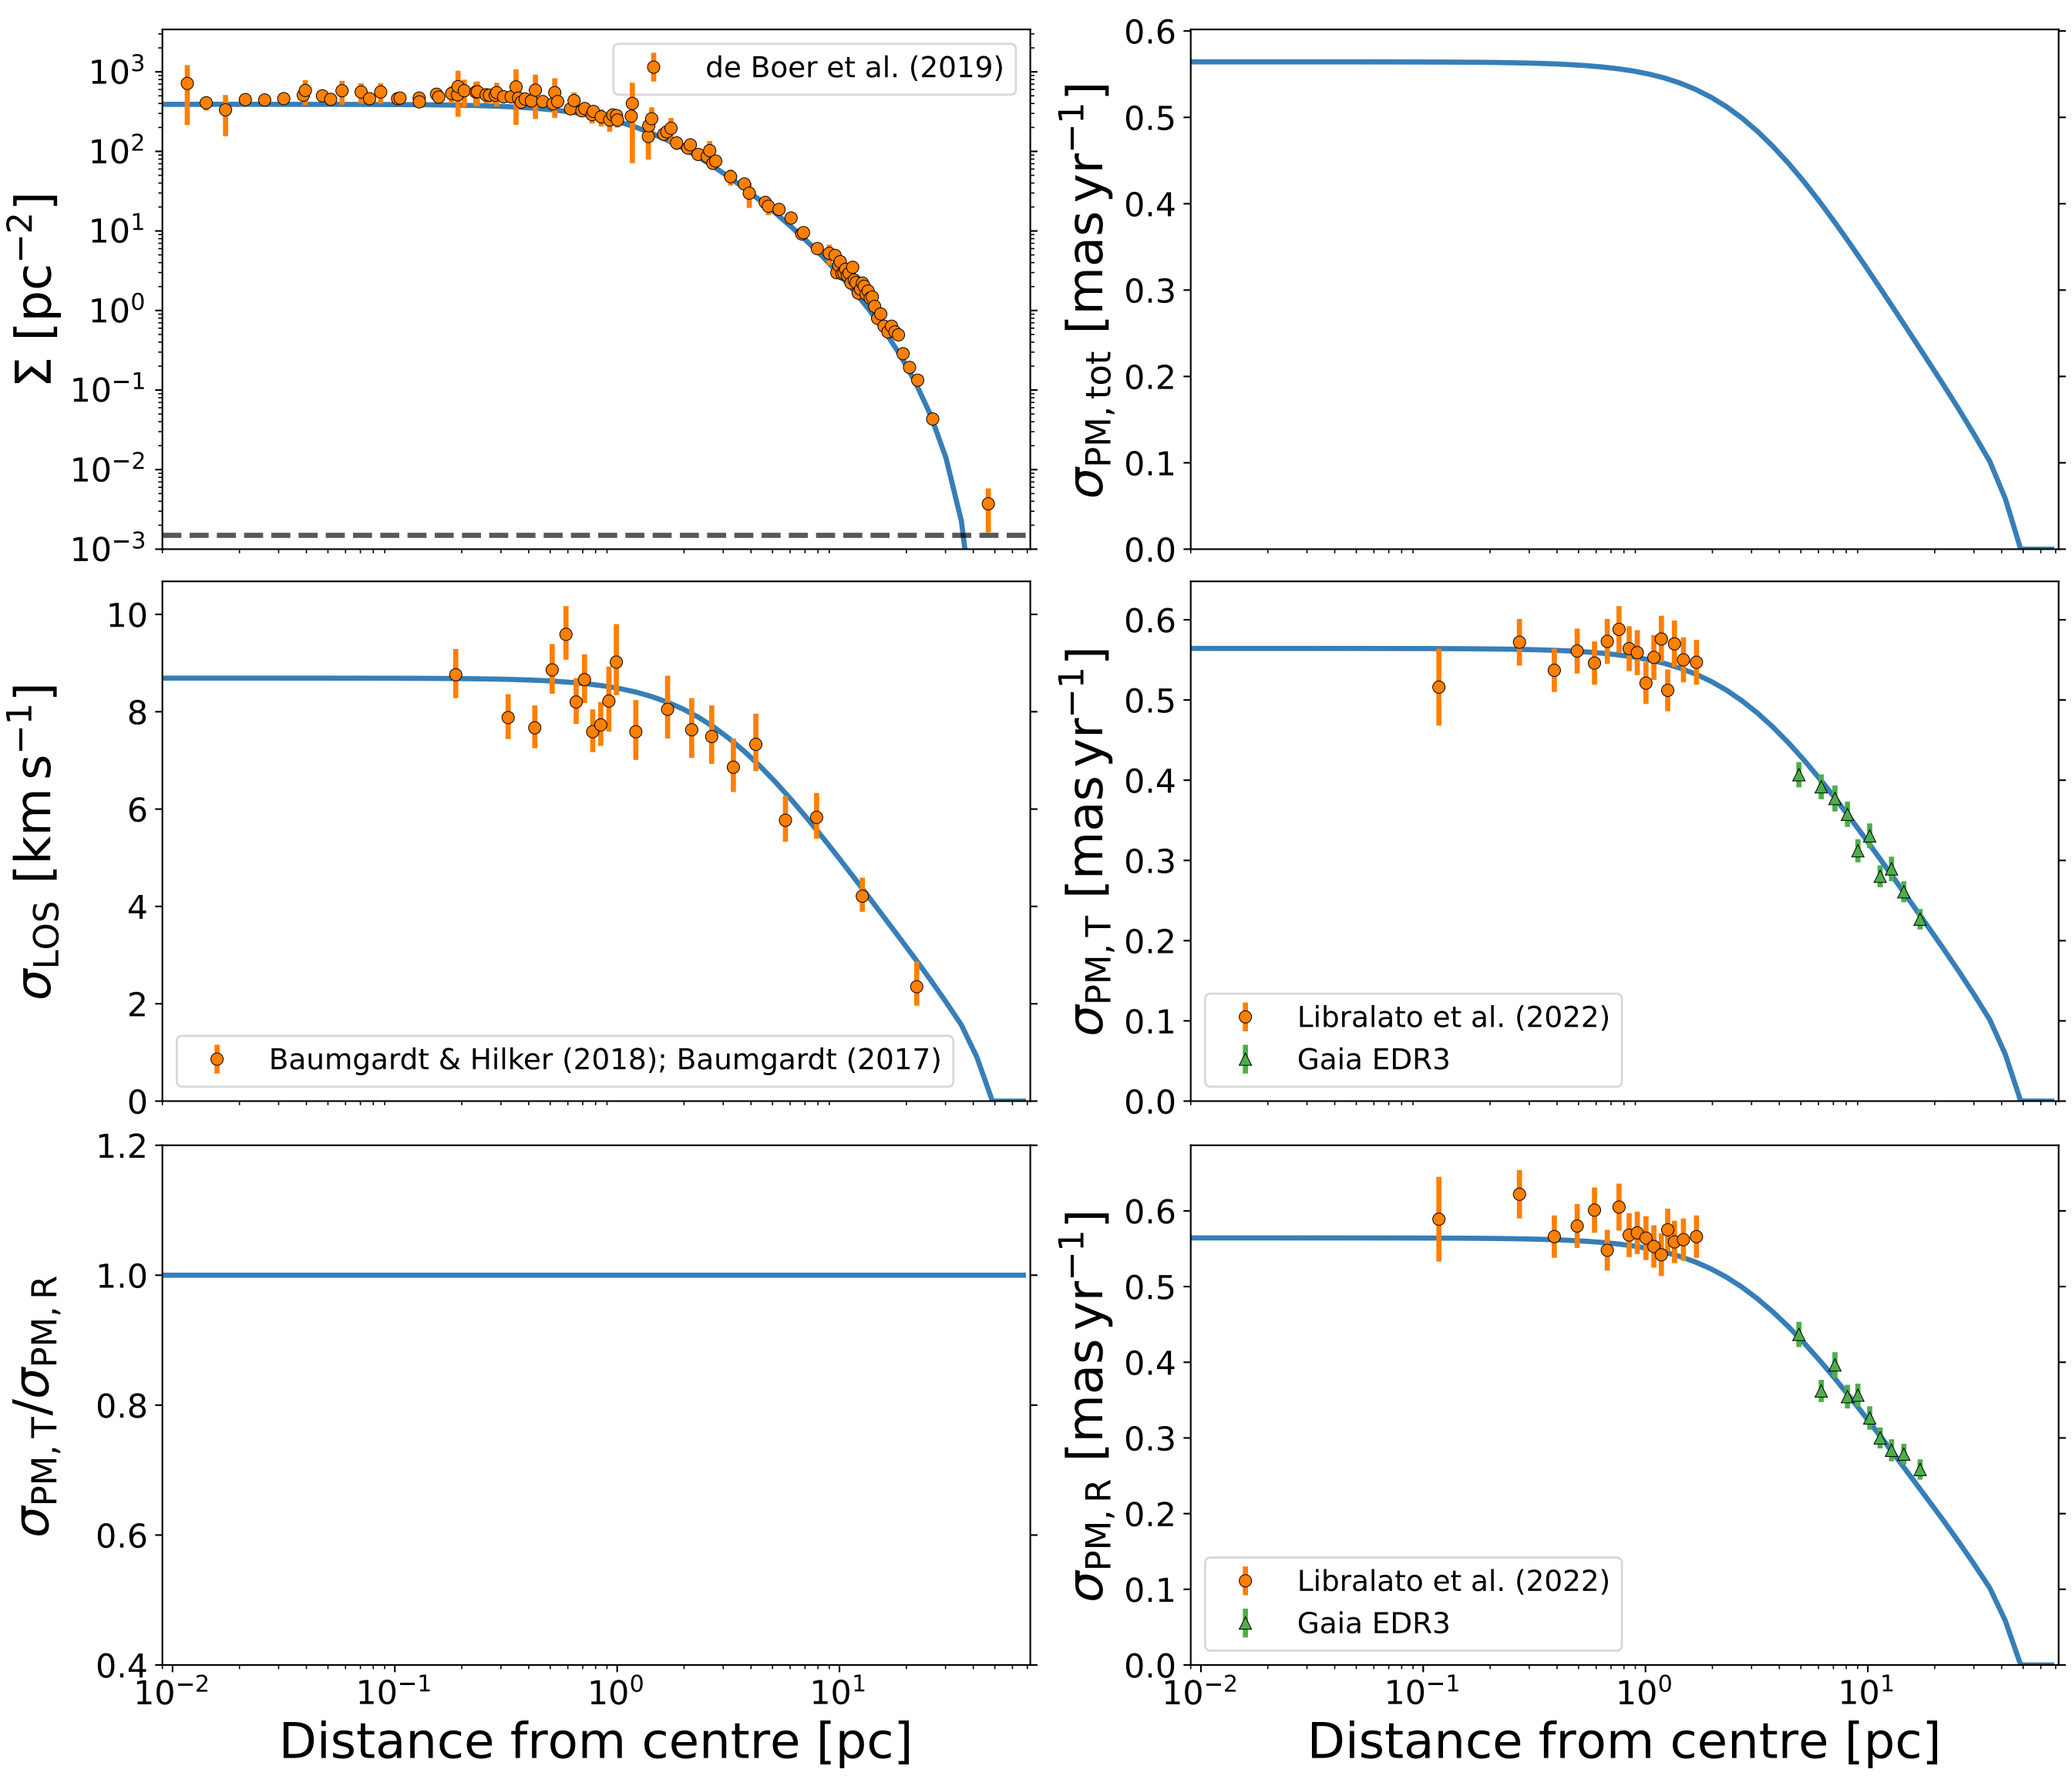 de Boer et al. (2019)
10³
10²
10¹
10⁰
10⁻¹
10⁻²
10⁻³
Σ [pc⁻²]
0.6
0.5
0.4
0.3
0.2
0.1
0.0
σ_PM, tot [mas yr⁻¹]
10
8
6
4
2
0
σ_LOS [km s⁻¹]
Baumgardt & Hilker (2018); Baumgardt (2017)
0.6
0.5
0.4
0.3
0.2
0.1
0.0
σ_PM, T [mas yr⁻¹]
Libralato et al. (2022)
Gaia EDR3
1.2
1.0
0.8
0.6
0.4
σ_PM, T/σ_PM, R
10⁻² 10⁻¹ 10⁰ 10¹
Distance from centre [pc]
0.6
0.5
0.4
0.3
0.2
0.1
0.0
σ_PM, R [mas yr⁻¹]
Libralato et al. (2022)
Gaia EDR3
10⁻² 10⁻¹ 10⁰ 10¹
Distance from centre [pc]